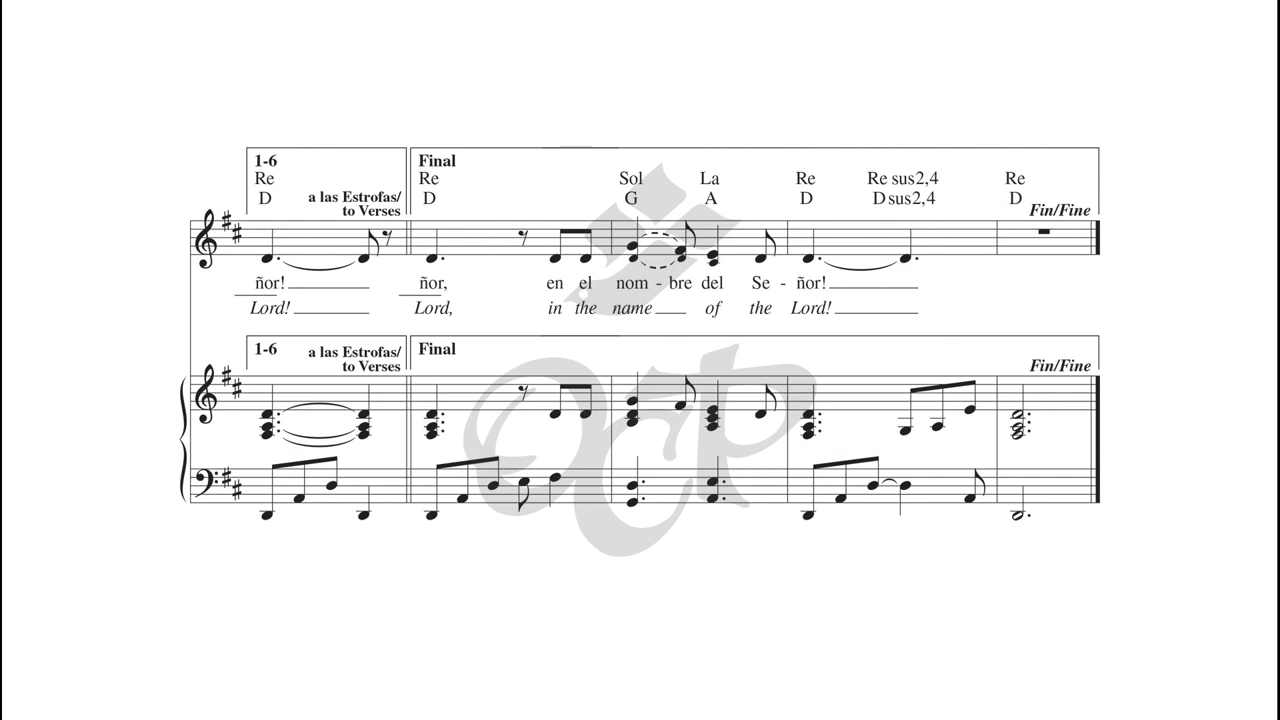 1-6 Final
Re Re Sol La Re Re sus2,4 Re
D a las Estrofas/ D G A D D sus2,4 D
to Verses Fin/Fine
ñor! ñor, en el nom - bre del Se - ñor!
Lord! Lord, in the name of the Lord!
1-6 a las Estrofas/ Final
to Verses Fin/Fine
OCP